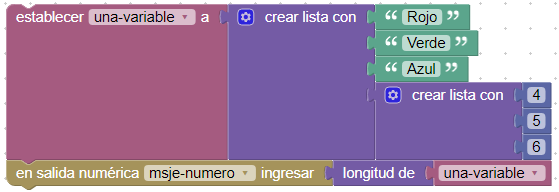 establecer una-variable a crear lista con “ Rojo ”
“ Verde ”
“ Azul ”
crear lista con 4
5
6
en salida numérica msje-numero ingresar longitud de una-variable